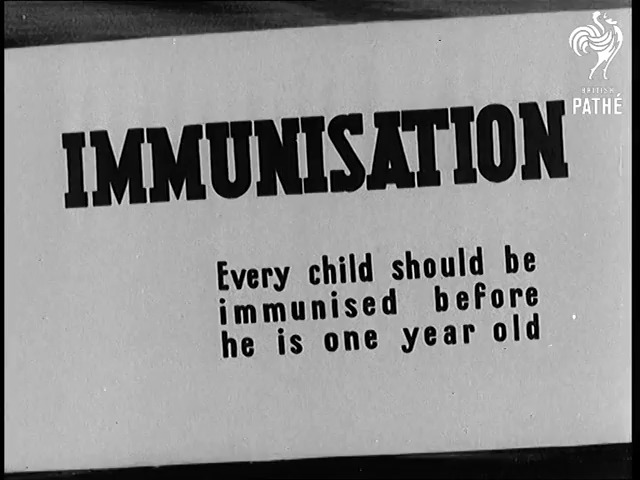 BRITISH
PATHÉ
IMMUNISATION
Every child should be
immunised before
he is one year old